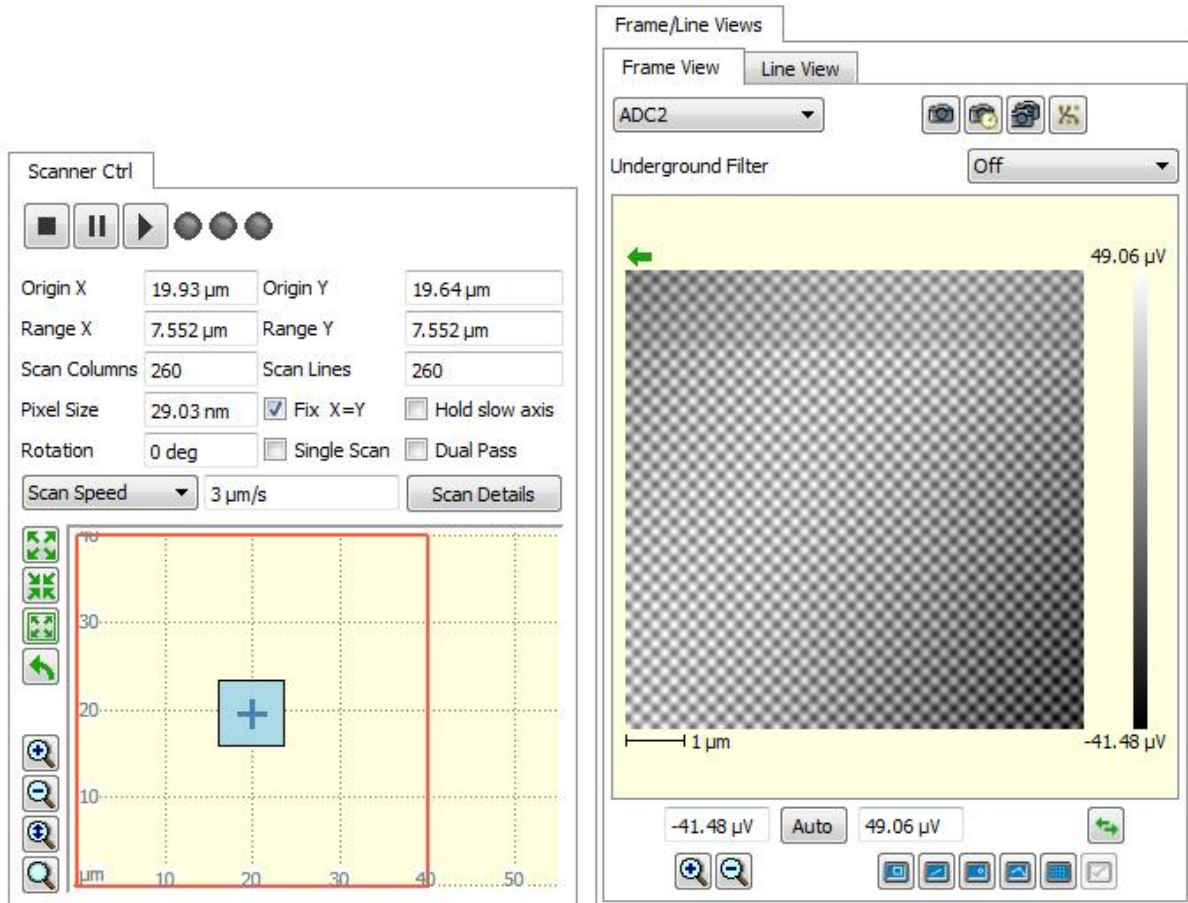 Scanner Ctrl
Origin X 19.93 µm Origin Y 19.64 µm
Range X 7.552 µm Range Y 7.552 µm
Scan Columns 260 Scan Lines 260
Pixel Size 29.03 nm Fix X=Y Hold slow axis
Rotation 0 deg Single Scan Dual Pass
Scan Speed 3 µm/s Scan Details
40
30
20
10
µm 10 20 30 40 50
Frame/Line Views
Frame View Line View
ADC2
Underground Filter Off
49.06 µV
1 µm -41.48 µV
-41.48 µV Auto 49.06 µV